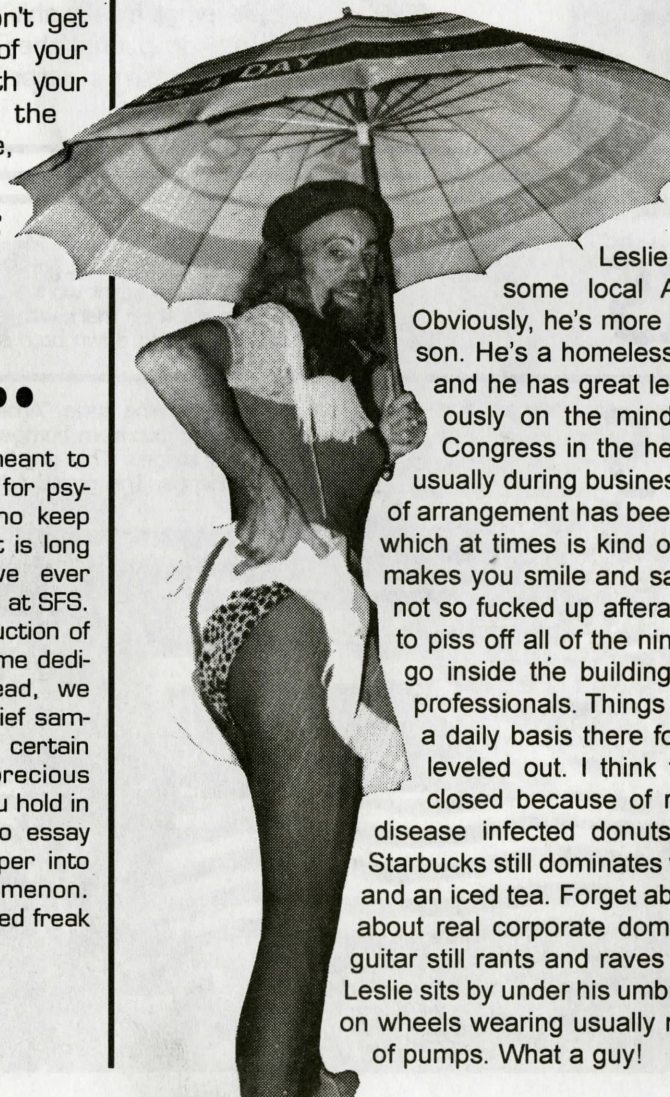 on't get
of your
th your
the
e,
meant to
for psy-
no keep
t is long
ve ever
at SFS.
uction of
me dedi-
ead, we
ief sam-
certain
precious
u hold in
o essay
per into
menon.
ed freak
S A DAY
Leslie
some local A
Obviously, he's more
son. He's a homeless
and he has great le
ously on the mind
Congress in the he
usually during busines
of arrangement has bee
which at times is kind o
makes you smile and sa
not so fucked up aftera
to piss off all of the nin
go inside the building
professionals. Things
a daily basis there fo
leveled out. I think
closed because of r
disease infected donuts
Starbucks still dominates
and an iced tea. Forget ab
about real corporate dom
guitar still rants and raves
Leslie sits by under his umb
on wheels wearing usually n
of pumps. What a guy!